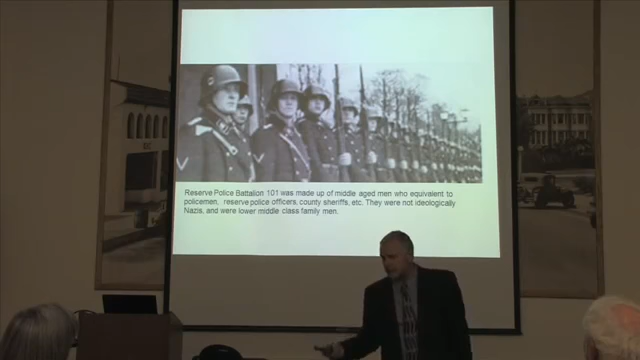 Reserve Police Battalion 101 was made up of middle aged men who equivalent to
policemen, reserve police officers, county sheriffs, etc. They were not ideologically
Nazis, and were lower middle class family men.